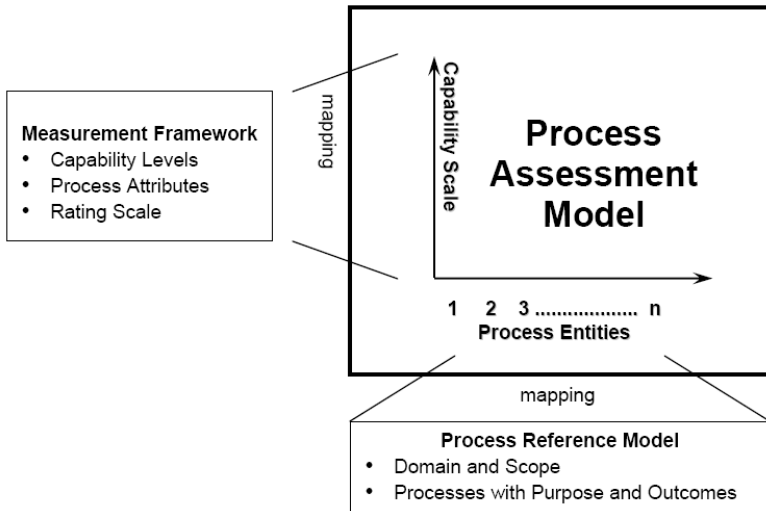 Measurement Framework
• Capability Levels
• Process Attributes
• Rating Scale
mapping
Capability Scale
Process
Assessment
Model
1 2 3 ................... n
Process Entities
mapping
Process Reference Model
• Domain and Scope
• Processes with Purpose and Outcomes